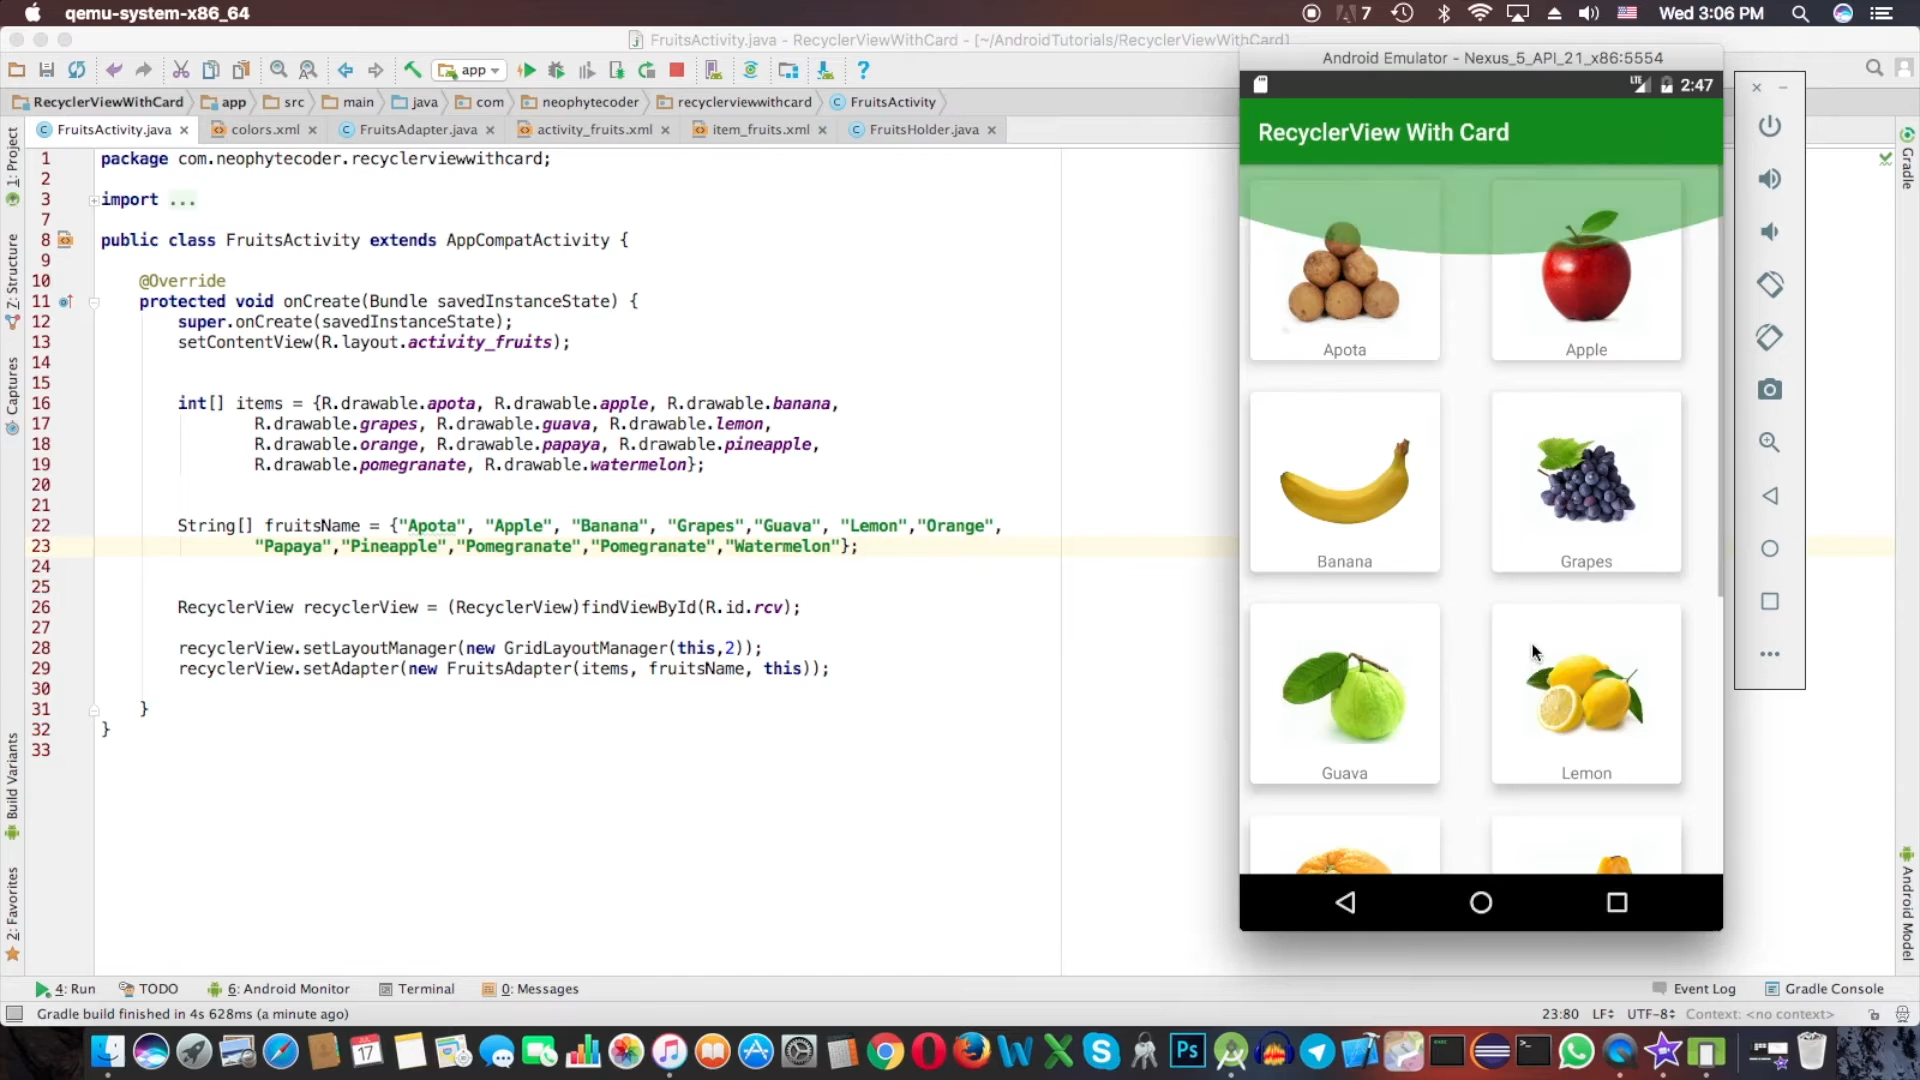 qemu-system-x86_64
7
Wed 3:06 PM
FruitsActivity.java - RecyclerViewWithCard - [~/AndroidTutorials/RecyclerViewWithCard]
app
RecyclerViewWithCard app src main java com neophytecoder recyclerviewwithcard FruitsActivity
FruitsActivity.java colors.xml FruitsAdapter.java activity_fruits.xml item_fruits.xml FruitsHolder.java
1: Project
Z: Structure
Captures
Build Variants
2: Favorites
1 package com.neophytecoder.recyclerviewwithcard;
2
3 import ...
7
8 public class FruitsActivity extends AppCompatActivity {
9
10 @Override
11 protected void onCreate(Bundle savedInstanceState) {
12 super.onCreate(savedInstanceState);
13 setContentView(R.layout.activity_fruits);
14
15
16 int[] items = {R.drawable.apota, R.drawable.apple, R.drawable.banana,
17 R.drawable.grapes, R.drawable.guava, R.drawable.lemon,
18 R.drawable.orange, R.drawable.papaya, R.drawable.pineapple,
19 R.drawable.pomegranate, R.drawable.watermelon};
20
21
22 String[] fruitsName = {"Apota", "Apple", "Banana", "Grapes","Guava", "Lemon","Orange",
23 "Papaya","Pineapple","Pomegranate","Pomegranate","Watermelon"};
24
25
26 RecyclerView recyclerView = (RecyclerView)findViewById(R.id.rcv);
27
28 recyclerView.setLayoutManager(new GridLayoutManager(this,2));
29 recyclerView.setAdapter(new FruitsAdapter(items, fruitsName, this));
30
31 }
32 }
33
Android Emulator - Nexus_5_API_21_x86:5554
LTE 2:47
RecyclerView With Card
Apota Apple
Banana Grapes
Guava Lemon
Gradle
Android Model
4: Run TODO 6: Android Monitor Terminal 0: Messages Event Log Gradle Console
Gradle build finished in 4s 628ms (a minute ago) 23:80 LF UTF-8 Context: <no context>
17
Ps